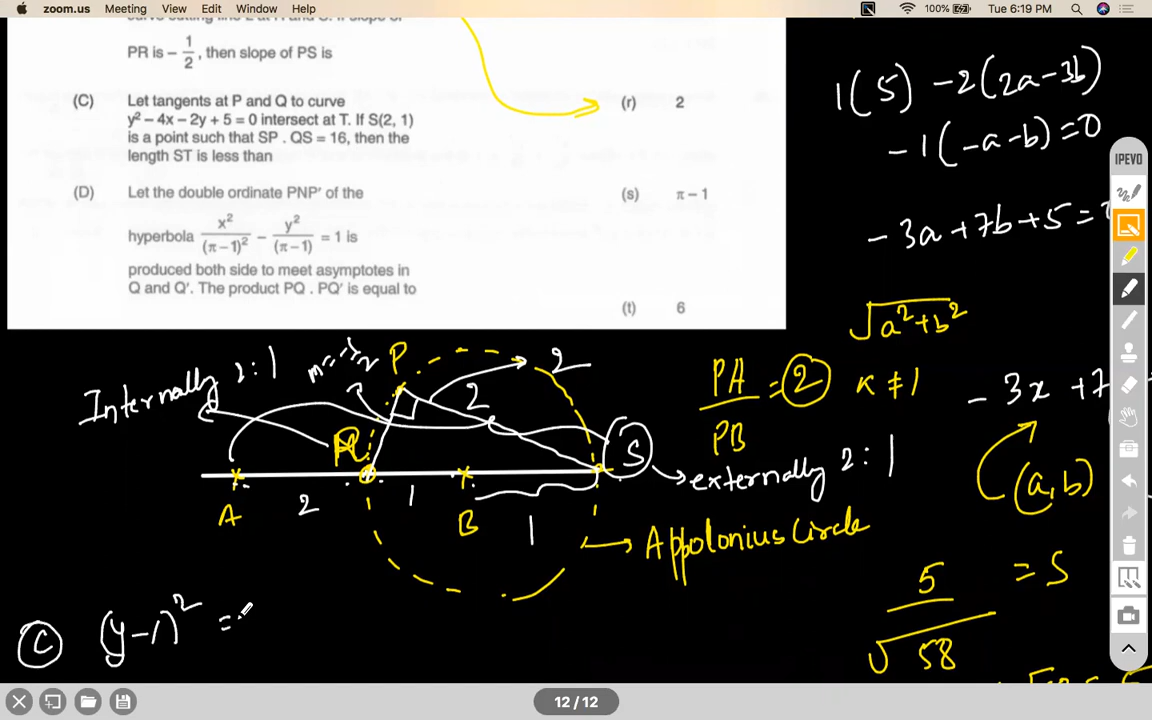 zoom.us Meeting View Edit Window Help 100% Tue 6:19 PM
PR is – 1/2, then slope of PS is
(C) Let tangents at P and Q to curve
y² – 4x – 2y + 5 = 0 intersect at T. If S(2, 1)
is a point such that SP . QS = 16, then the
length ST is less than
(r) 2
(D) Let the double ordinate PNP' of the
hyperbola x²/(π – 1)² – y²/(π – 1) = 1 is
produced both side to meet asymptotes in
Q and Q'. The product PQ . PQ' is equal to
(s) π – 1
(t) 6
1(5) -2(2a-3b)
-1(-a-b)=0
-3a+7b+5=
√a²+b²
Internally 2:1
P
2
2
PA/PB = 2 k ≠ 1
-3x +7
(a,b)
S
externally 2:1
A
2
1
B
1
Appolonius Circle
5/√58 = 5
C (y-1)² =
IPEVO
12/12